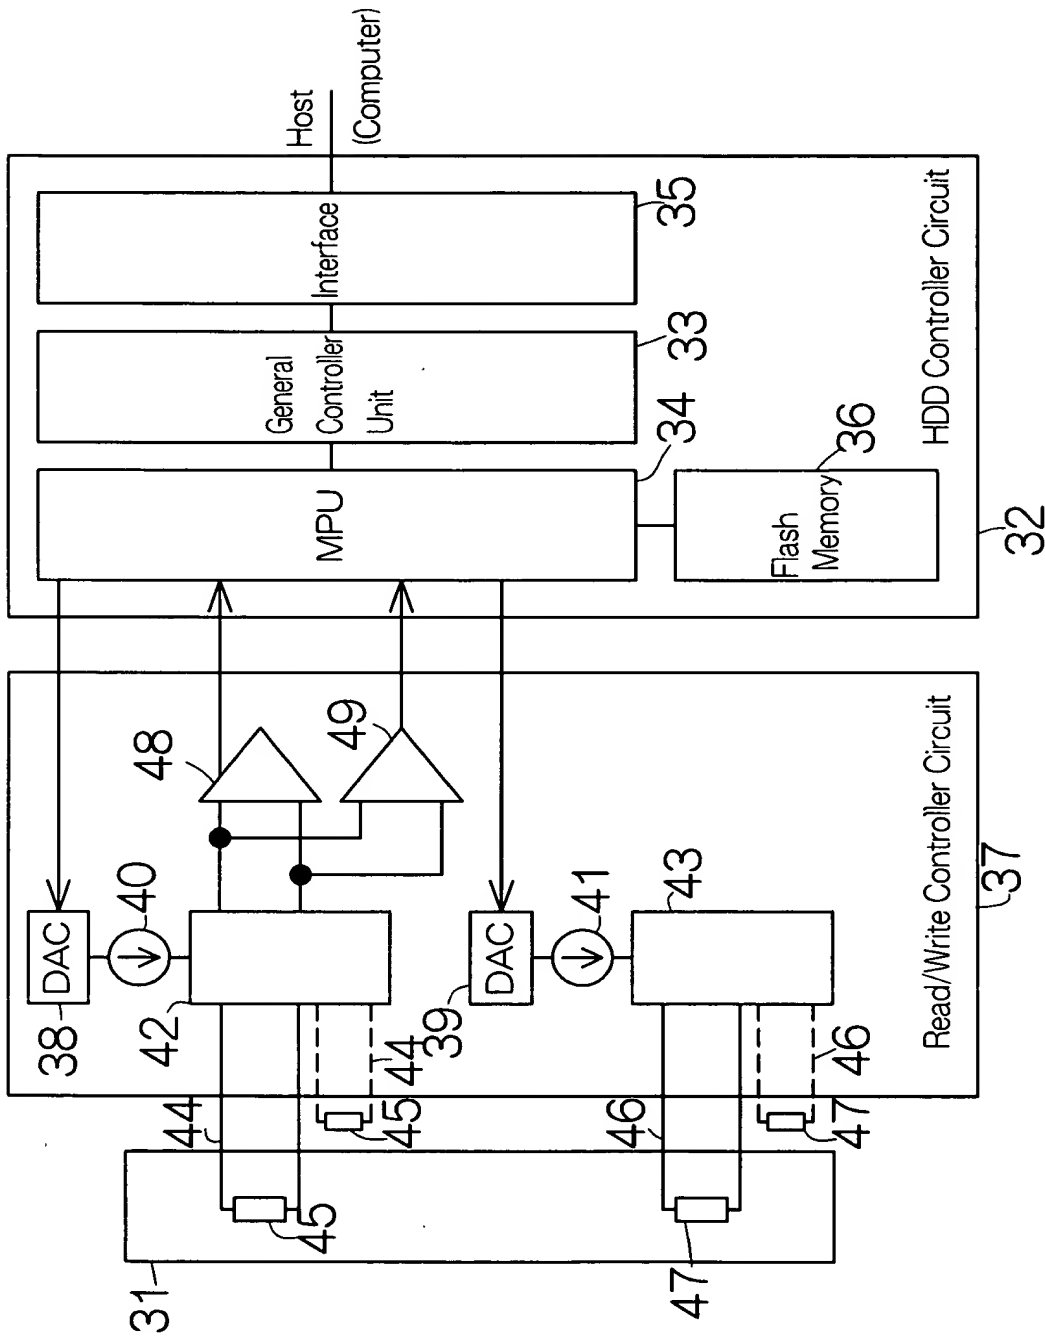 DAC
38
40
31
42
48
44
45
44
45
49
MPU
General
Controller
Unit
Interface
Host
(Computer)
39
DAC
41
46
47
43
46
47
34
33
35
Flash
Memory
36
Read/Write Controller Circuit
37
HDD Controller Circuit
32